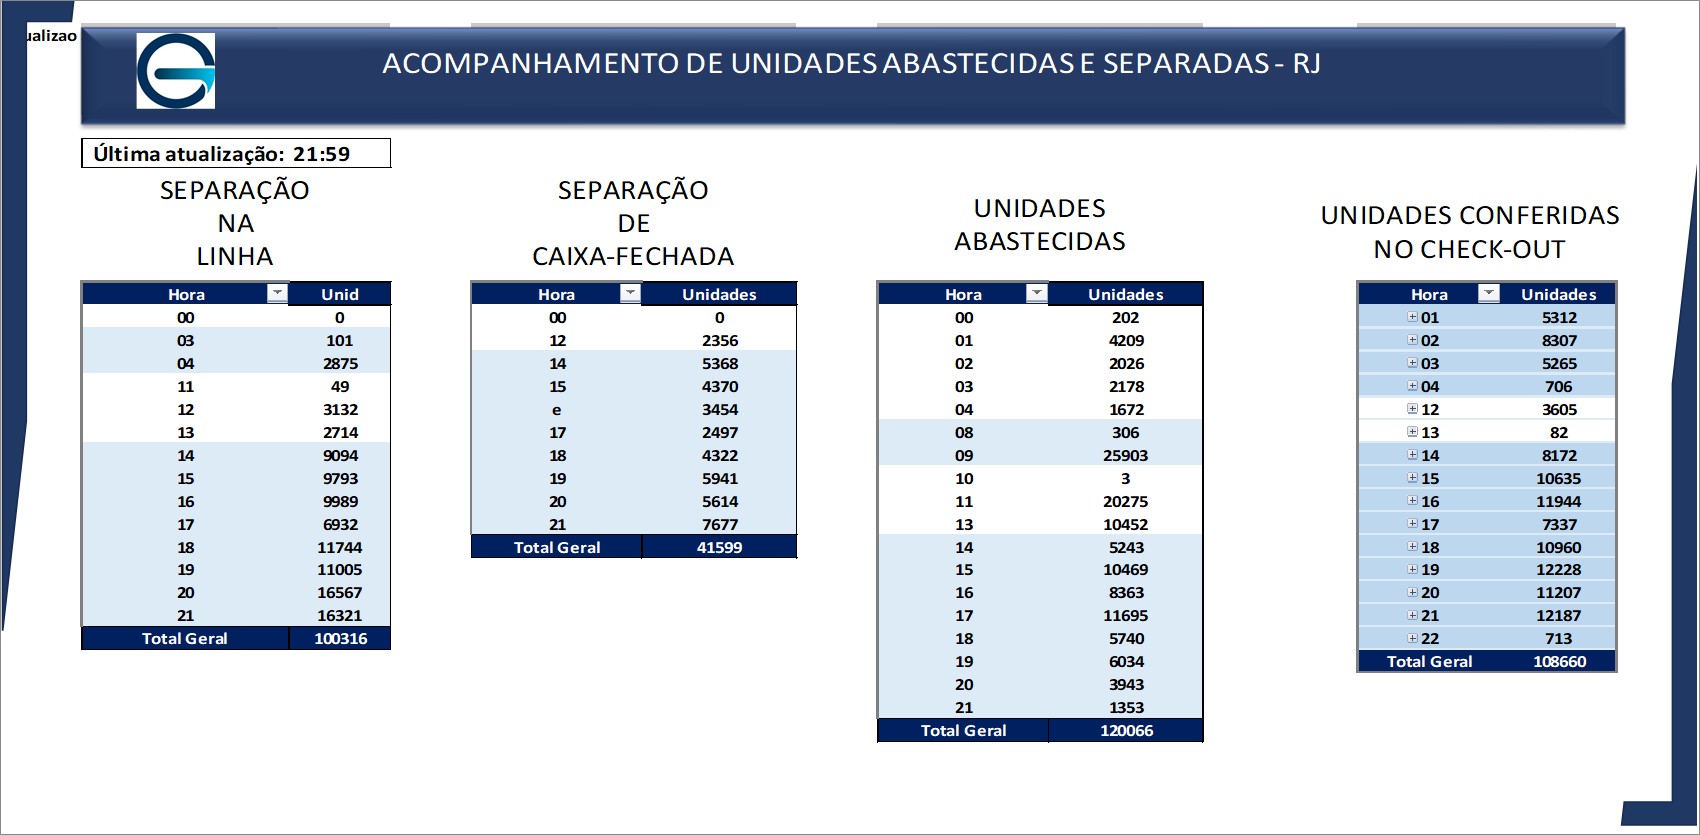 ualizao
ACOMPANHAMENTO DE UNIDADES ABASTECIDAS E SEPARADAS - RJ
Última atualização: 21:59
SEPARAÇÃO
NA
LINHA
Hora Unid
00 0
03 101
04 2875
11 49
12 3132
13 2714
14 9094
15 9793
16 9989
17 6932
18 11744
19 11005
20 16567
21 16321
Total Geral 100316
SEPARAÇÃO
DE
CAIXA-FECHADA
Hora Unidades
00 0
12 2356
14 5368
15 4370
e 3454
17 2497
18 4322
19 5941
20 5614
21 7677
Total Geral 41599
UNIDADES
ABASTECIDAS
Hora Unidades
00 202
01 4209
02 2026
03 2178
04 1672
08 306
09 25903
10 3
11 20275
13 10452
14 5243
15 10469
16 8363
17 11695
18 5740
19 6034
20 3943
21 1353
Total Geral 120066
UNIDADES CONFERIDAS
NO CHECK-OUT
Hora Unidades
01 5312
02 8307
03 5265
04 706
12 3605
13 82
14 8172
15 10635
16 11944
17 7337
18 10960
19 12228
20 11207
21 12187
22 713
Total Geral 108660